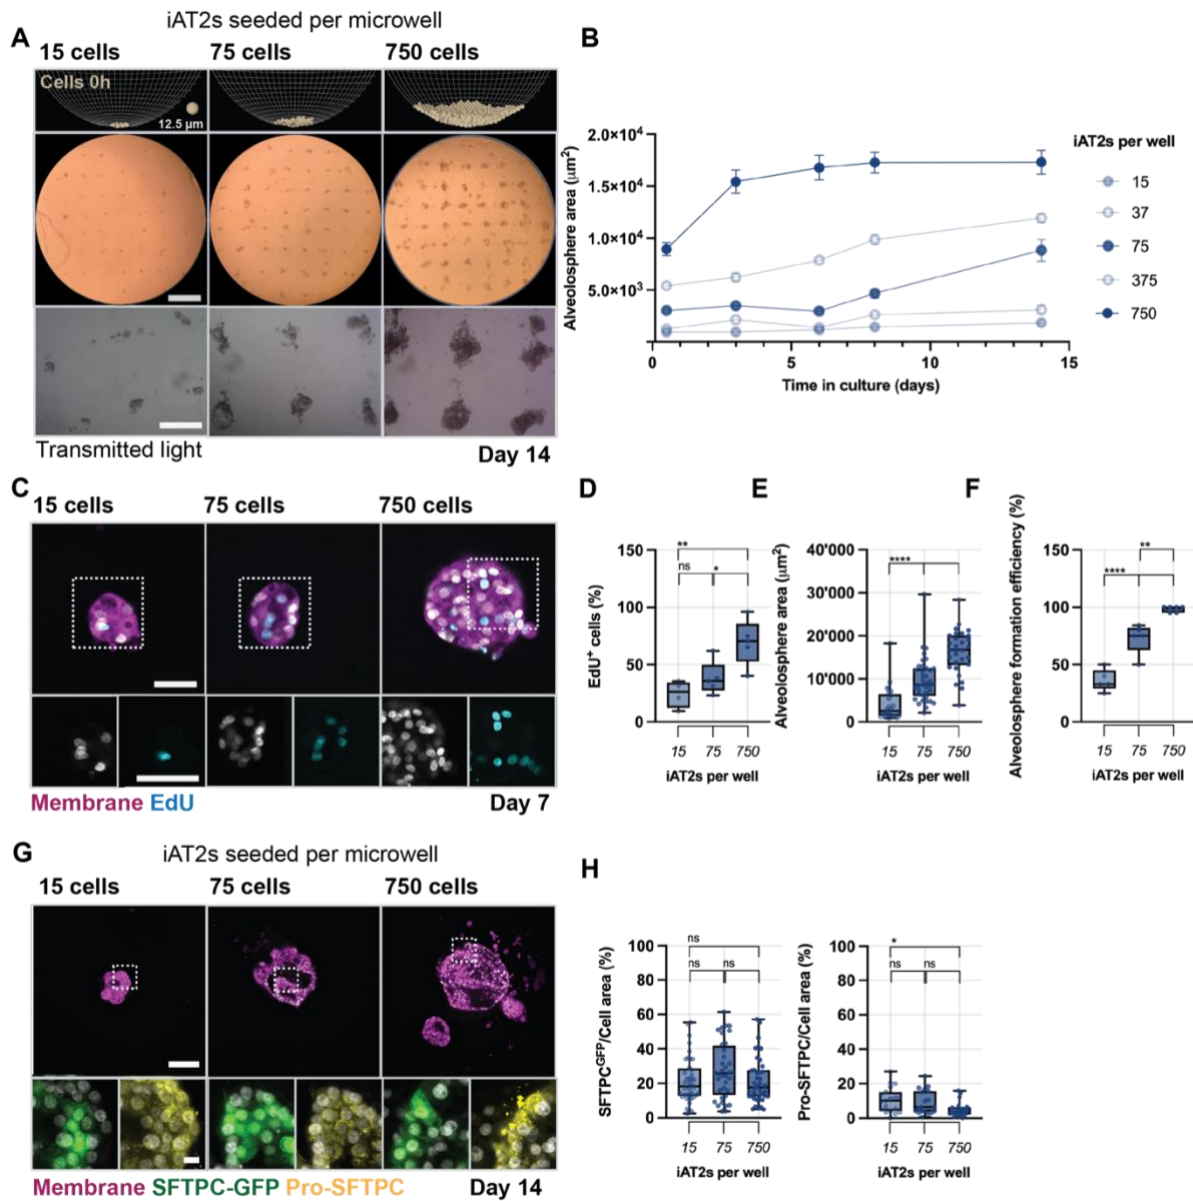 iAT2s seeded per microwell
A
15 cells
75 cells
750 cells
Cells 0h
12.5 µm
Transmitted light
Day 14
B
Alveolosphere area (µm²)
2.0×10⁴
1.5×10⁴
1.0×10⁴
5.0×10³
0
5
10
15
Time in culture (days)
iAT2s per well
15
37
75
375
750
C
15 cells
75 cells
750 cells
Membrane EdU
Day 7
D
EdU⁺ cells (%)
150
100
50
0
**
ns
*
15
75
750
iAT2s per well
E
Alveolosphere area (µm²)
40'000
30'000
20'000
10'000
0
****
15
75
750
iAT2s per well
F
Alveolosphere formation efficiency (%)
150
100
50
0
**
****
15
75
750
iAT2s per well
G
iAT2s seeded per microwell
15 cells
75 cells
750 cells
Membrane SFTPC-GFP Pro-SFTPC
Day 14
H
SFTPCᴳᶠᴾ/Cell area (%)
100
80
60
40
20
0
ns
ns
ns
15
75
750
iAT2s per well
Pro-SFTPC/Cell area (%)
100
80
60
40
20
0
*
ns
ns
15
75
750
iAT2s per well